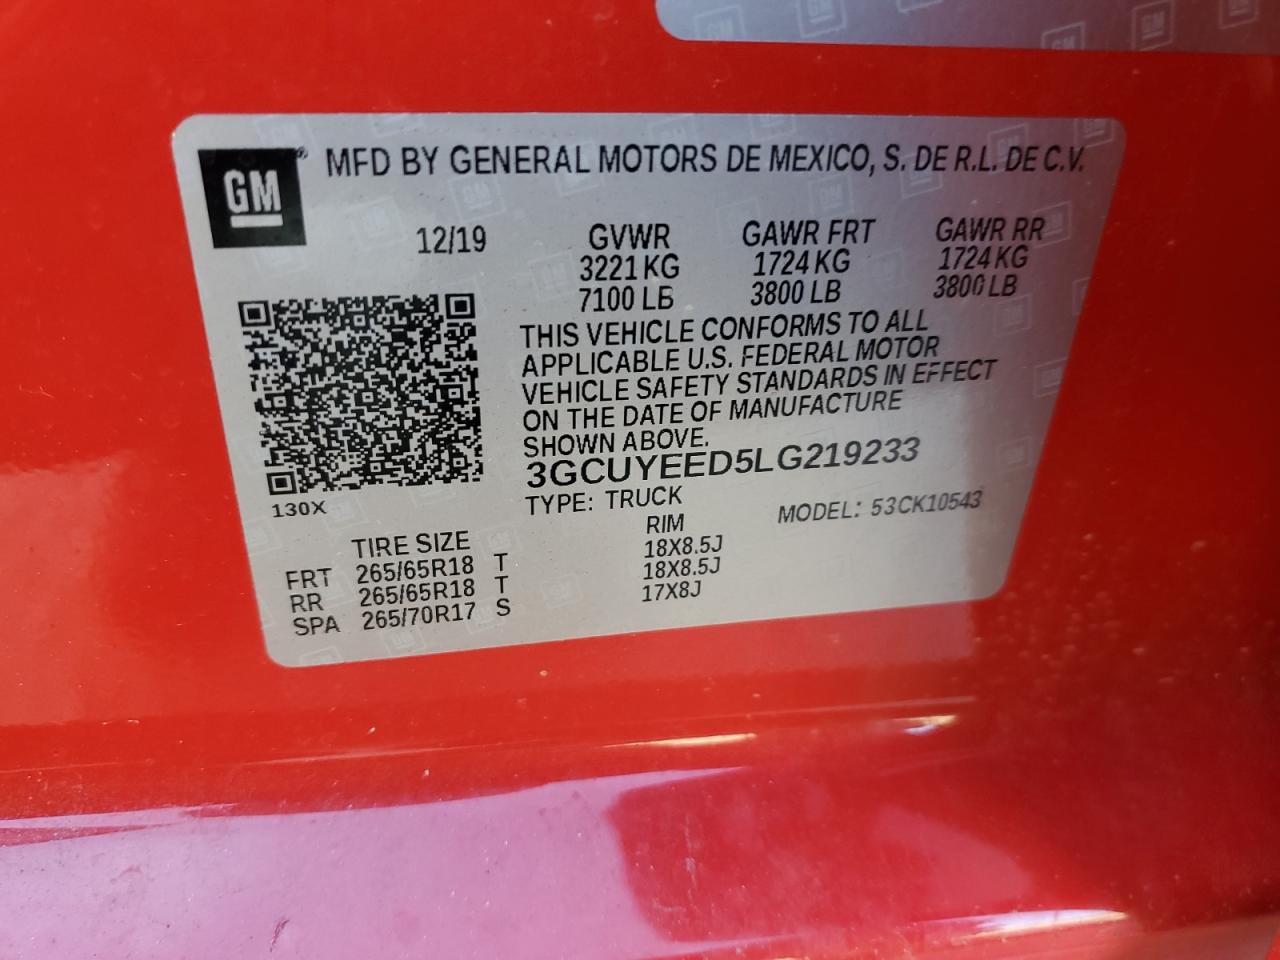 GM
MFD BY GENERAL MOTORS DE MEXICO, S. DE R.L. DE C.V.
12/19 GVWR GAWR FRT GAWR RR
3221 KG 1724 KG 1724 KG
7100 LB 3800 LB 3800 LB
THIS VEHICLE CONFORMS TO ALL
APPLICABLE U.S. FEDERAL MOTOR
VEHICLE SAFETY STANDARDS IN EFFECT
ON THE DATE OF MANUFACTURE
SHOWN ABOVE.
3GCUYEED5LG219233
130X
TYPE: TRUCK MODEL: 53CK10543
TIRE SIZE RIM
FRT 265/65R18 T 18X8.5J
RR 265/65R18 T 18X8.5J
SPA 265/70R17 S 17X8J